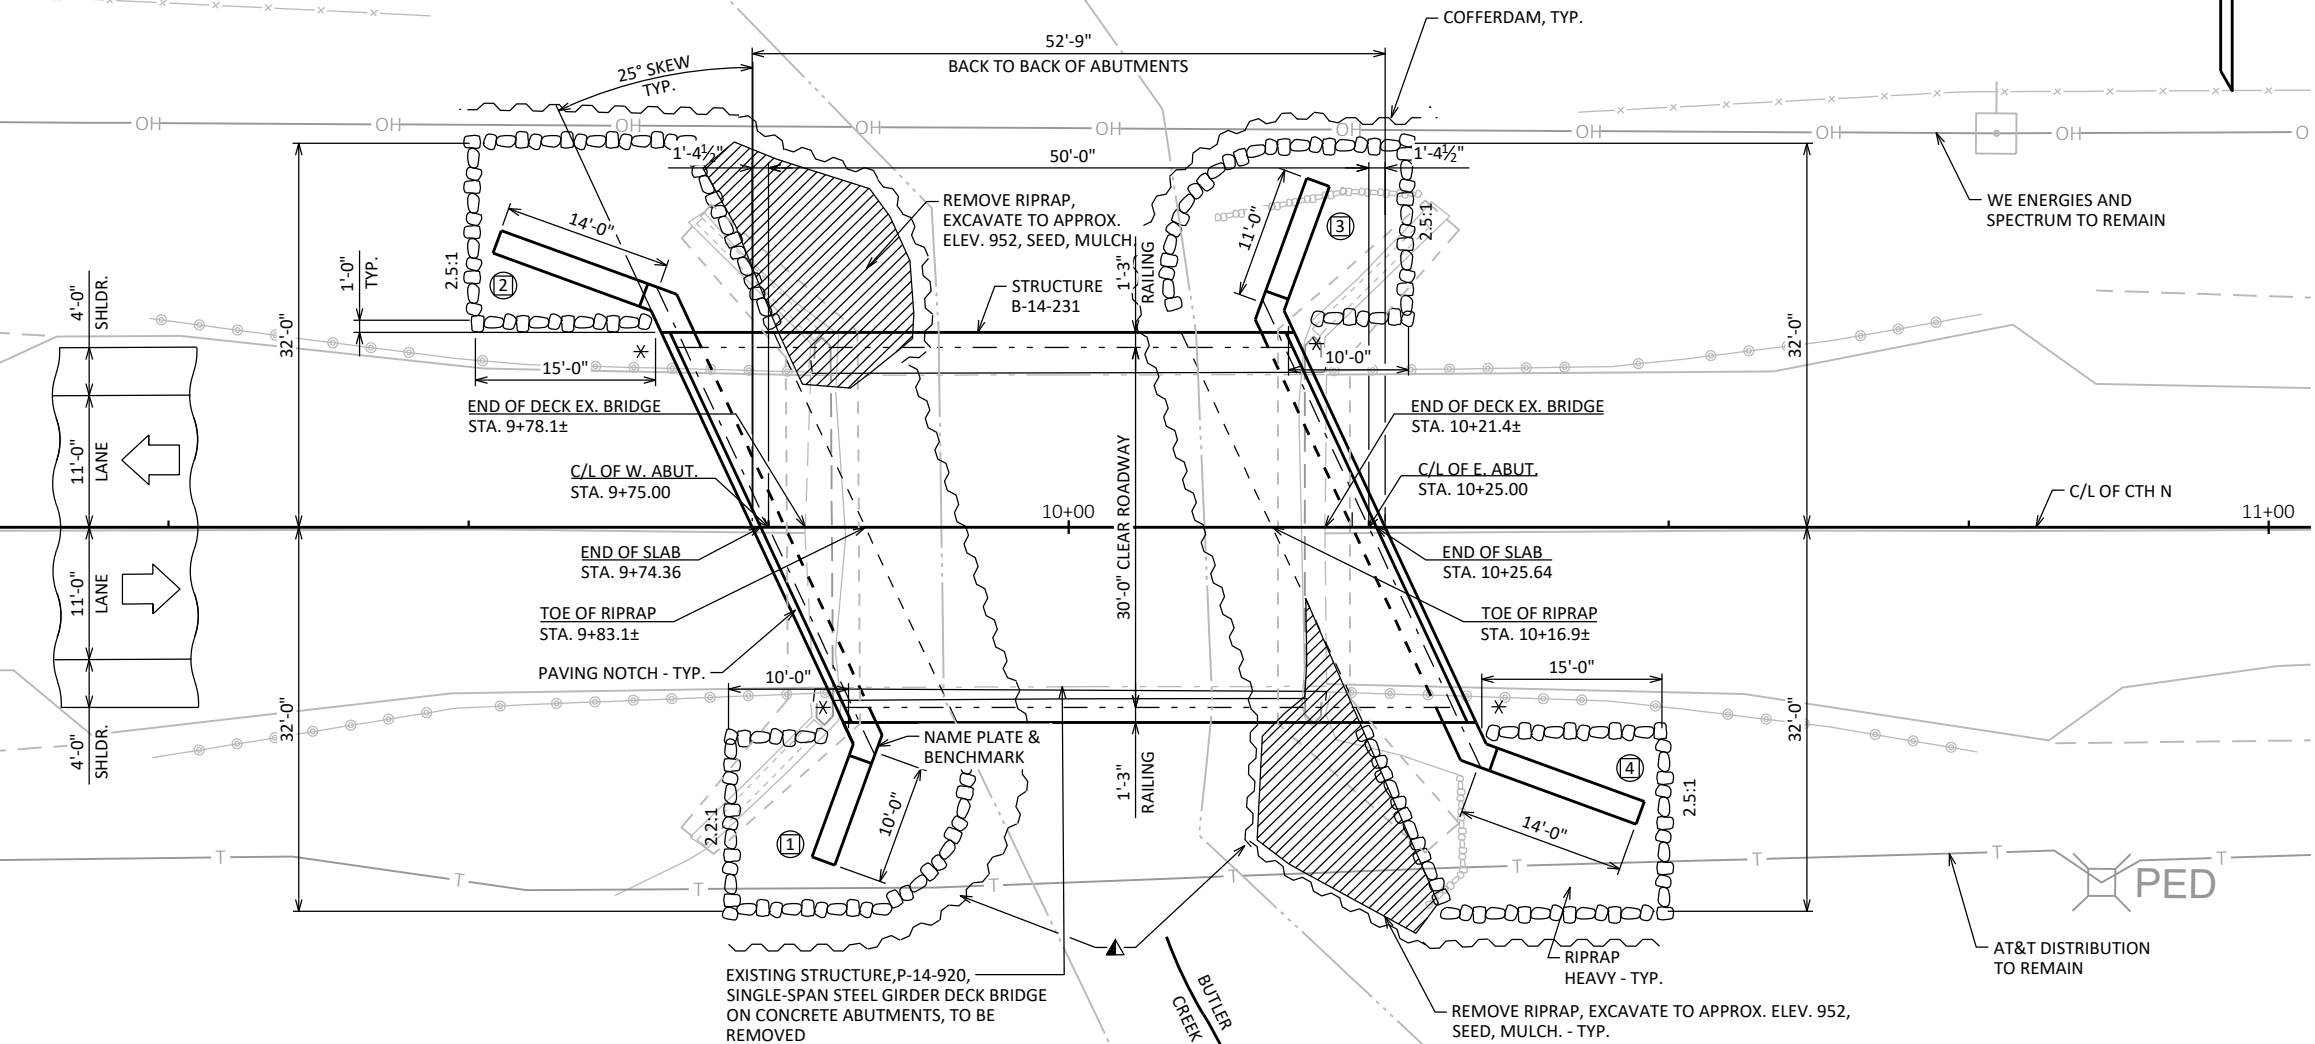 COFFERDAM, TYP.
52'-9"
BACK TO BACK OF ABUTMENTS
25° SKEW
TYP.
OH
OH
OH
OH
OH
OH
OH
OH
OH
O
1'-4½"
50'-0"
1'-4½"
REMOVE RIPRAP,
EXCAVATE TO APPROX.
ELEV. 952, SEED, MULCH.
WE ENERGIES AND
SPECTRUM TO REMAIN
14'-0"
11'-0"
3
2.5:1
2.5:1
2
1'-0"
TYP.
1'-3"
RAILING
STRUCTURE
B-14-231
4'-0"
SHLDR.
32'-0"
32'-0"
15'-0"
10'-0"
END OF DECK EX. BRIDGE
STA. 9+78.1±
END OF DECK EX. BRIDGE
STA. 10+21.4±
11'-0"
LANE
C/L OF W. ABUT.
STA. 9+75.00
C/L OF E. ABUT.
STA. 10+25.00
30'-0" CLEAR ROADWAY
C/L OF CTH N
10+00
11+00
END OF SLAB
STA. 9+74.36
END OF SLAB
STA. 10+25.64
11'-0"
LANE
TOE OF RIPRAP
STA. 9+83.1±
TOE OF RIPRAP
STA. 10+16.9±
PAVING NOTCH - TYP.
10'-0"
15'-0"
4'-0"
SHLDR.
32'-0"
32'-0"
NAME PLATE &
BENCHMARK
1'-3"
RAILING
4
2.5:1
2.2:1
1
10'-0"
14'-0"
T
T
T
T
T
T
T
T
T
PED
RIPRAP
HEAVY - TYP.
AT&T DISTRIBUTION
TO REMAIN
EXISTING STRUCTURE,P-14-920,
SINGLE-SPAN STEEL GIRDER DECK BRIDGE
ON CONCRETE ABUTMENTS, TO BE
REMOVED
BUTLER
CREEK
REMOVE RIPRAP, EXCAVATE TO APPROX. ELEV. 952,
SEED, MULCH. - TYP.